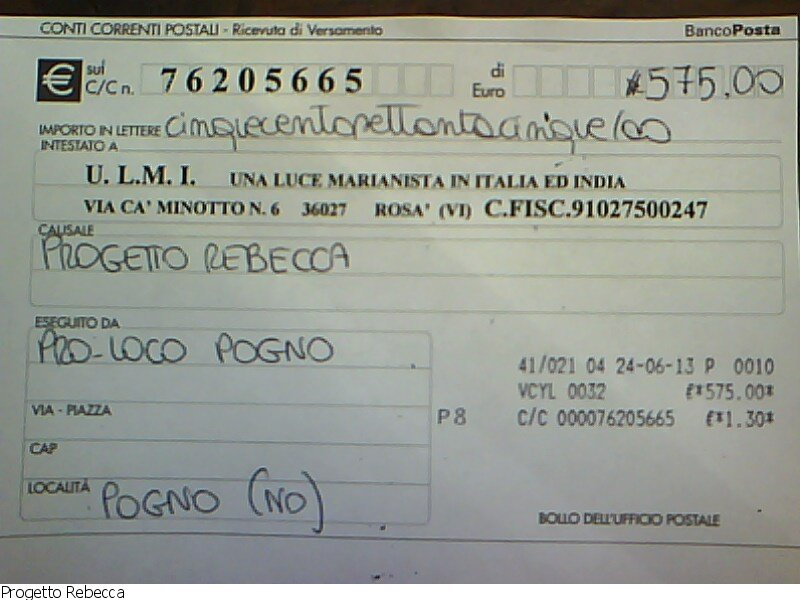 CONTI CORRENTI POSTALI - Ricevuta di Versamento BancoPosta
€ sul C/C n. 76205665 di Euro *575,00
IMPORTO IN LETTERE cinquecentosettantacinque/00
INTESTATO A
U. L.M. I. UNA LUCE MARIANISTA IN ITALIA ED INDIA
VIA CA' MINOTTO N. 6 36027 ROSA' (VI) C.FISC.91027500247
CAUSALE
PROGETTO REBECCA
ESEGUITO DA
PRO-LOCO POGNO
41/021 04 24-06-13 P 0010
VCYL 0032 €*575.00*
VIA - PIAZZA
P8 C/C 000076205665 €*1.30*
CAP
LOCALITÀ POGNO (NO)
BOLLO DELL'UFFICIO POSTALE
Progetto Rebecca